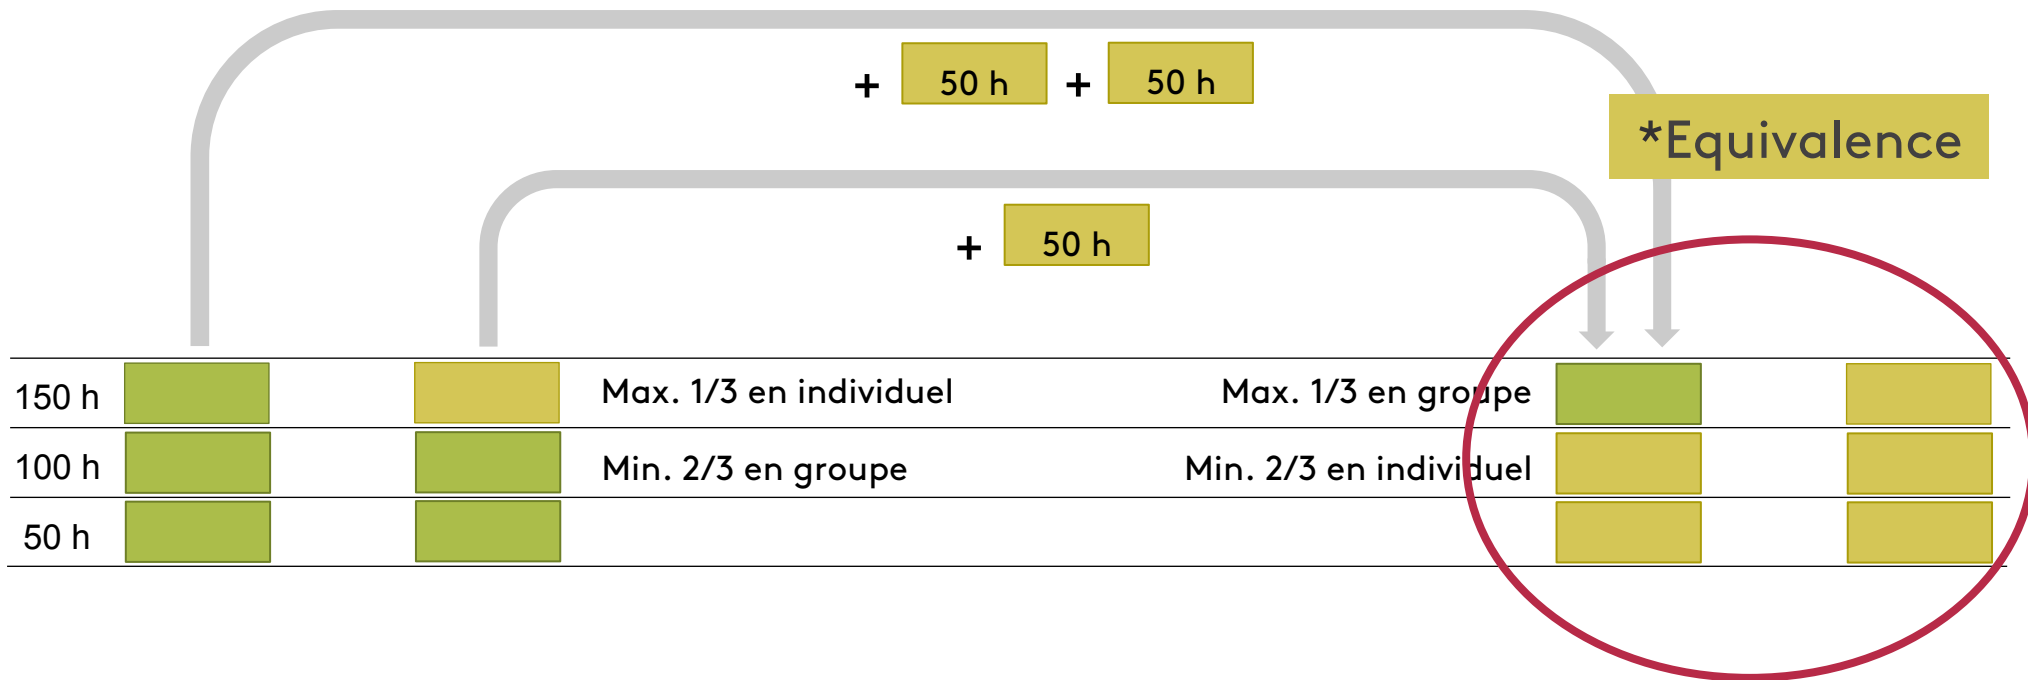 + 50 h + 50 h
*Equivalence
+ 50 h
150 h Max. 1/3 en individuel Max. 1/3 en groupe
100 h Min. 2/3 en groupe Min. 2/3 en individuel
50 h